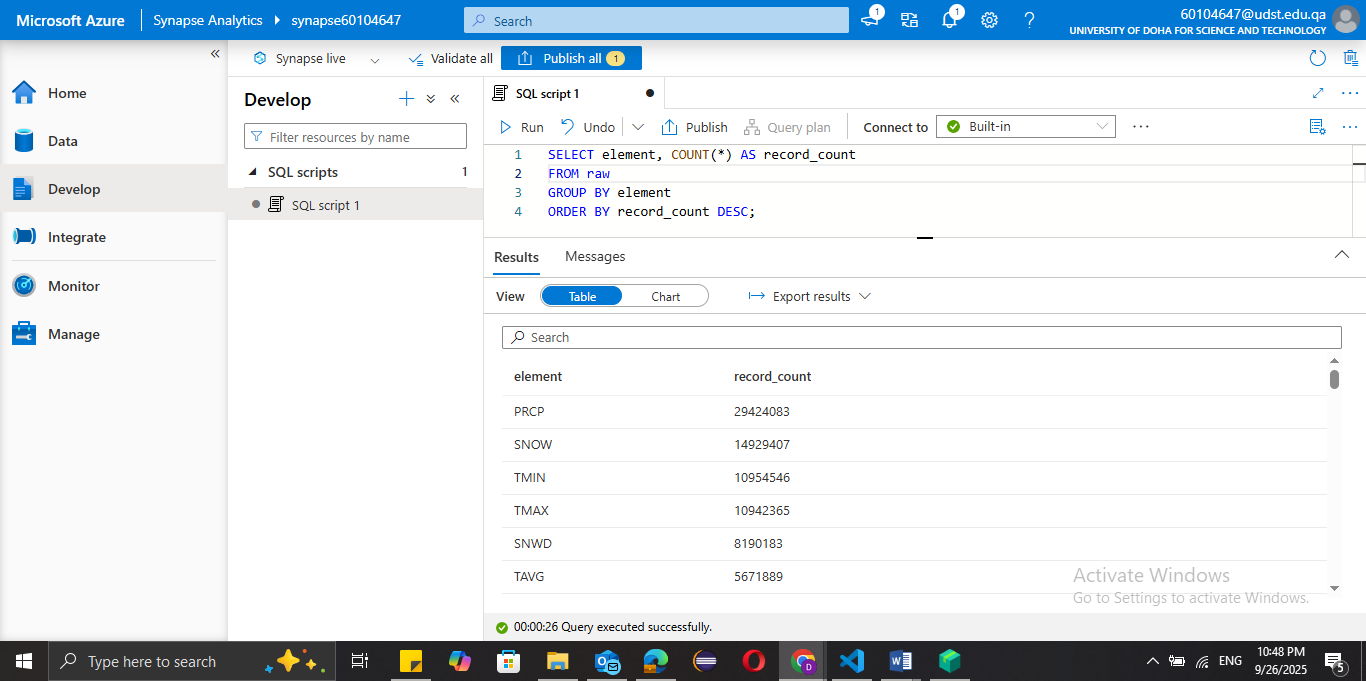 Microsoft Azure
Synapse Analytics
synapse60104647
Search
1
1
60104647@udst.edu.qa
UNIVERSITY OF DOHA FOR SCIENCE AND TECHNOLOGY
Home
Data
Develop
Integrate
Monitor
Manage
Synapse live
Validate all
Publish all 1
Develop
Filter resources by name
SQL scripts 1
SQL script 1
SQL script 1
Run
Undo
Publish
Query plan
Connect to
Built-in
1 SELECT element, COUNT(*) AS record_count
2 FROM raw
3 GROUP BY element
4 ORDER BY record_count DESC;
Results
Messages
View
Table
Chart
Export results
Search
element record_count
PRCP 29424083
SNOW 14929407
TMIN 10954546
TMAX 10942365
SNWD 8190183
TAVG 5671889
Activate Windows
Go to Settings to activate Windows.
00:00:26 Query executed successfully.
Type here to search
D
ENG
10:48 PM
9/26/2025
5